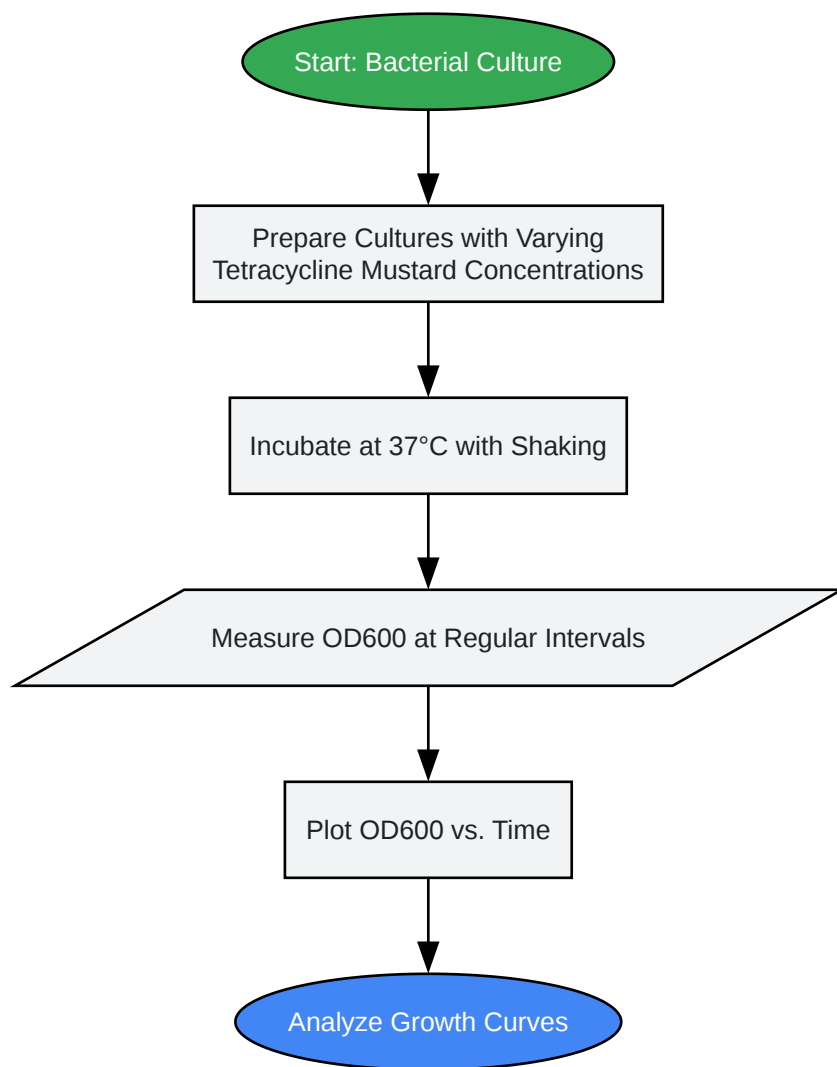 Start: Bacterial Culture
Prepare Cultures with Varying
Tetracycline Mustard Concentrations
Incubate at 37°C with Shaking
Measure OD600 at Regular Intervals
Plot OD600 vs. Time
Analyze Growth Curves